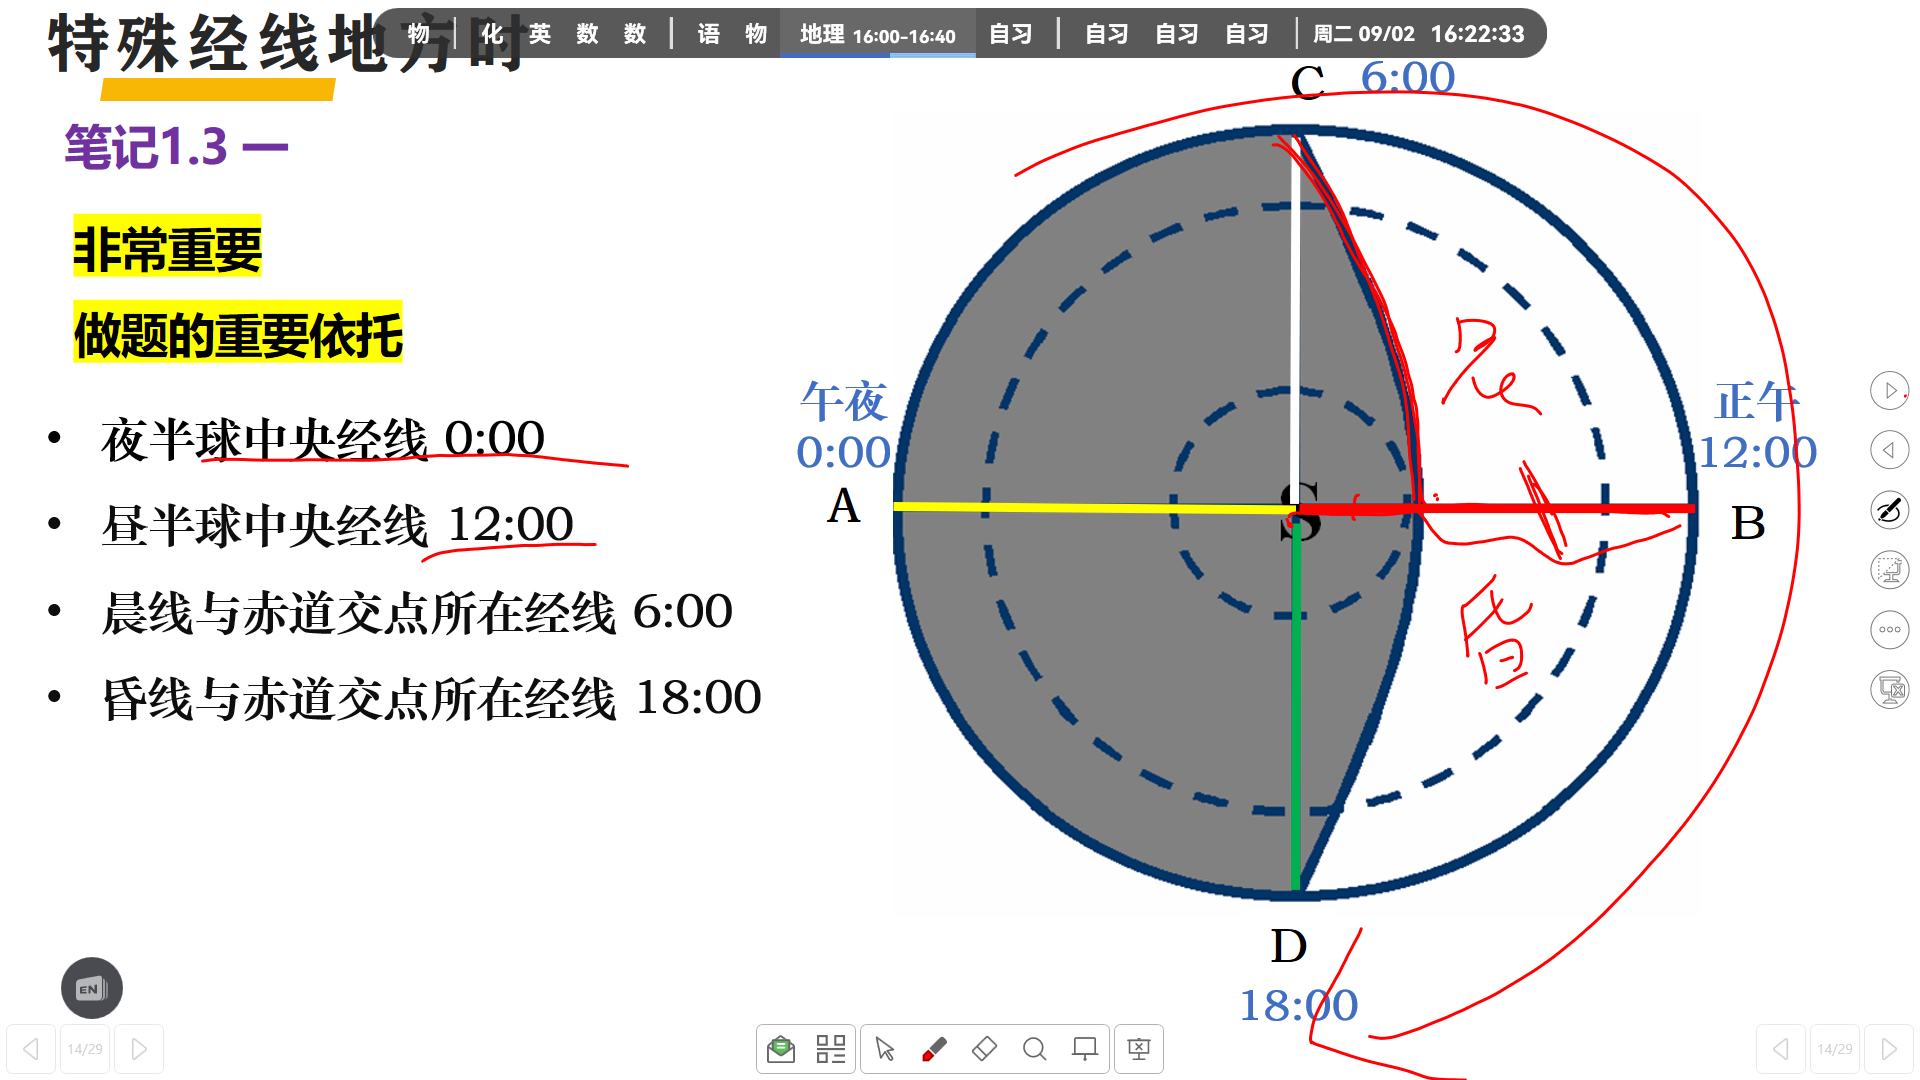 特殊经线地方时
物 | 化 英 数 数 | 语 物 地理 16:00-16:40 自习 | 自习 自习 自习 | 周二 09/02 16:22:33
笔记1.3 一
非常重要
做题的重要依托
• 夜半球中央经线 0:00
• 昼半球中央经线 12:00
• 晨线与赤道交点所在经线 6:00
• 昏线与赤道交点所在经线 18:00
C 6:00
午夜
0:00
A
S
正午
12:00
B
昏
D
18:00
EN
14/29
14/29